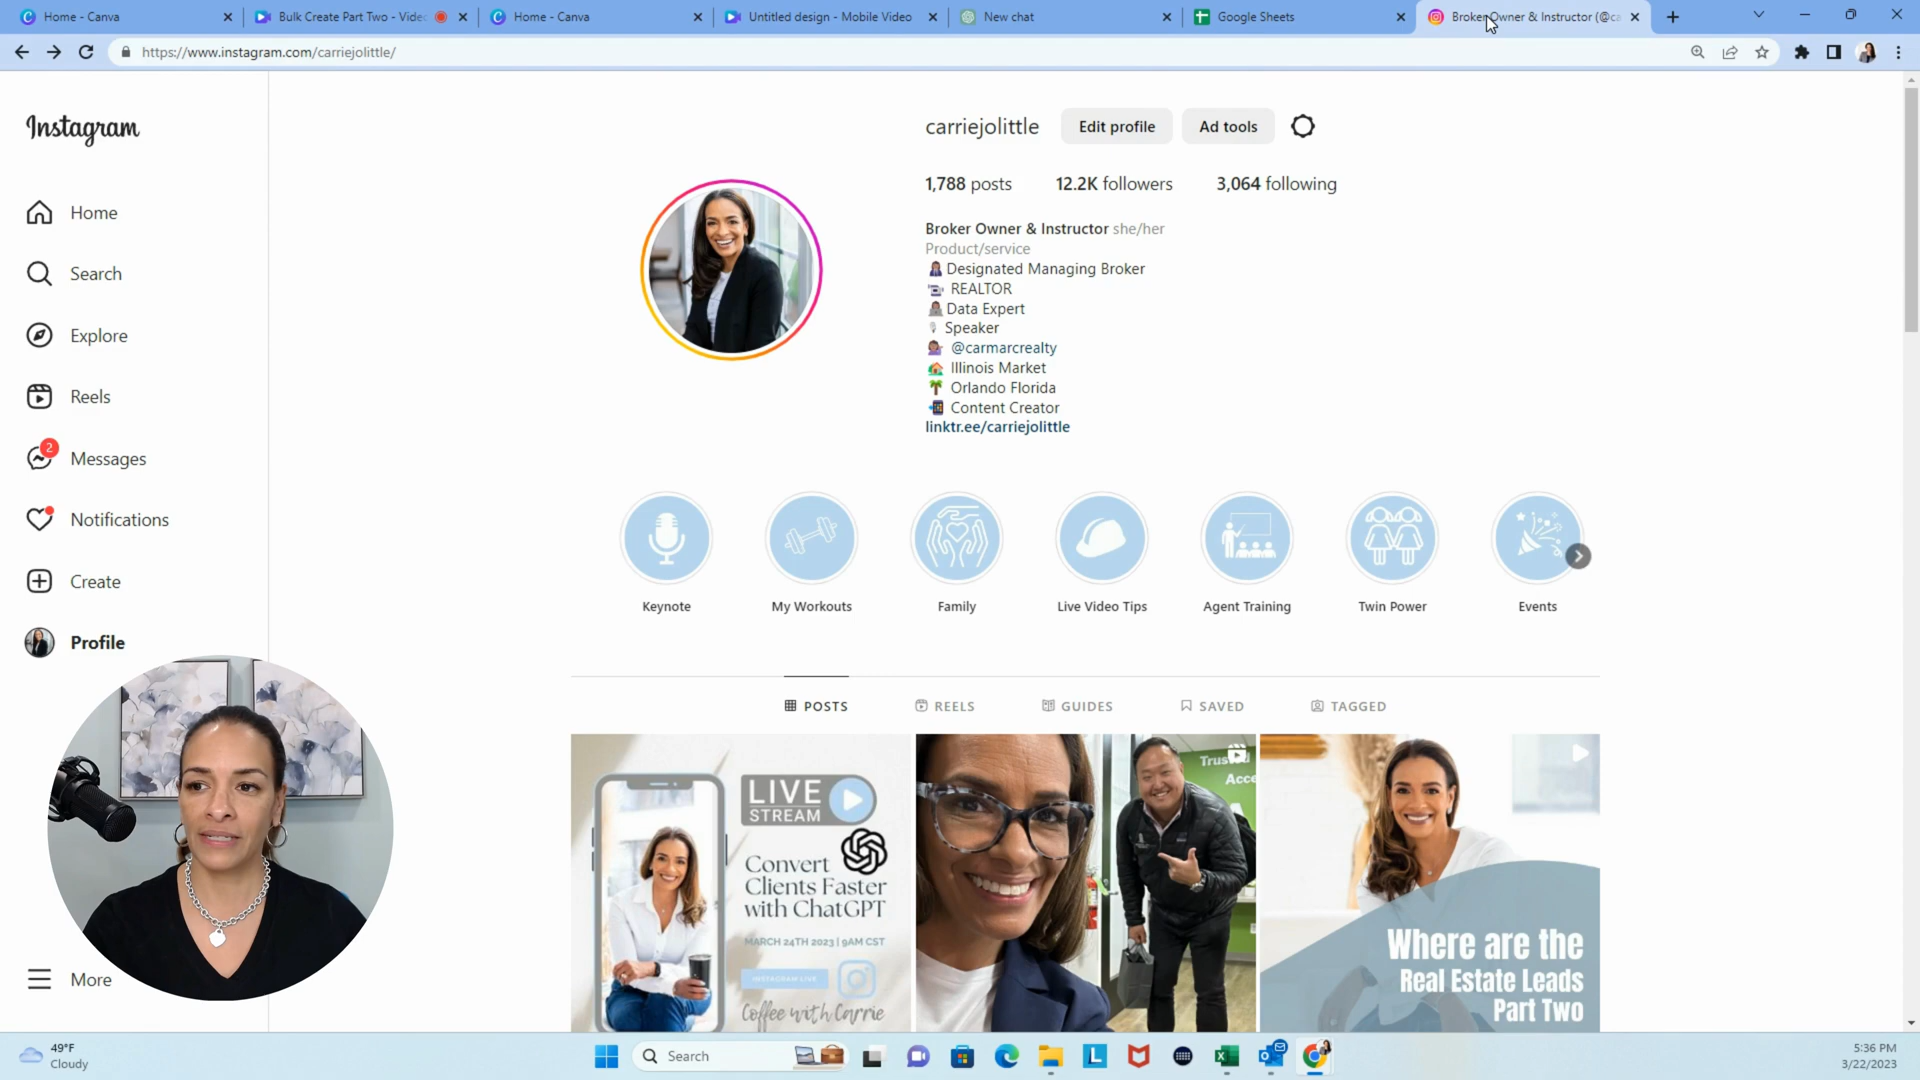 Home - Canva
Bulk Create Part Two - Video
Home - Canva
Untitled design - Mobile Video
New chat
Google Sheets
Broker Owner & Instructor (@ca
https://www.instagram.com/carriejolittle/
Instagram
Home
Search
Explore
Reels
2
Messages
Notifications
Create
Profile
More
carriejolittle
Edit profile
Ad tools
1,788 posts
12.2K followers
3,064 following
Broker Owner & Instructor she/her
Product/service
Designated Managing Broker
REALTOR
Data Expert
Speaker
@carmarcrealty
Illinois Market
Orlando Florida
Content Creator
linktr.ee/carriejolittle
Keynote
My Workouts
Family
Live Video Tips
Agent Training
Twin Power
Events
POSTS
REELS
GUIDES
SAVED
TAGGED
LIVE
STREAM
Convert
Clients Faster
with ChatGPT
MARCH 24TH 2023 | 9AM CST
INSTAGRAM LIVE
Coffee with Carrie
Where are the
Real Estate Leads
Part Two
49°F
Cloudy
Search
5:36 PM
3/22/2023